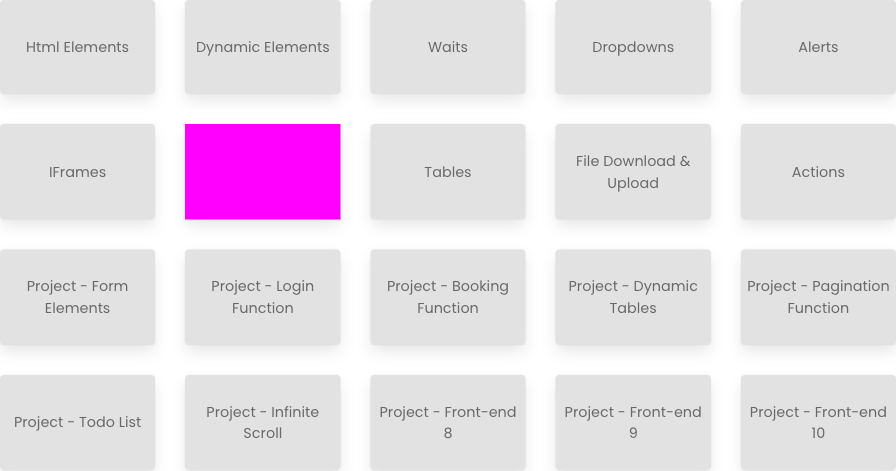 Html Elements
Dynamic Elements
Waits
Dropdowns
Alerts
IFrames
Tables
File Download &
Upload
Actions
Project - Form
Elements
Project - Login
Function
Project - Booking
Function
Project - Dynamic
Tables
Project - Pagination
Function
Project - Todo List
Project - Infinite
Scroll
Project - Front-end
8
Project - Front-end
9
Project - Front-end
10